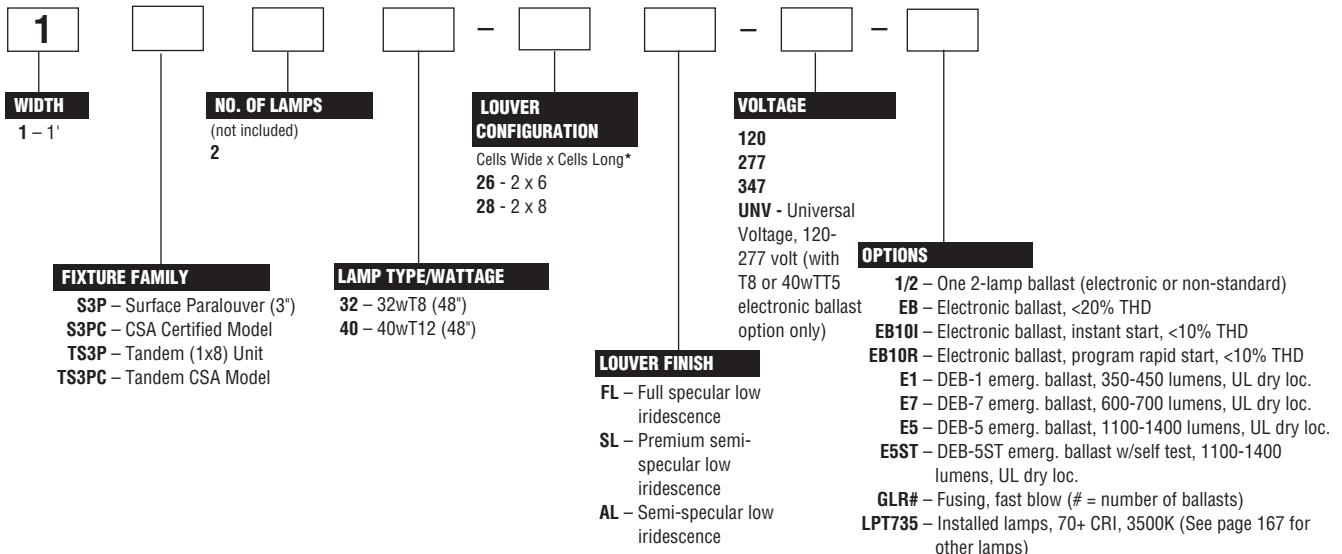 1
–
–
–
WIDTH
1 – 1'
NO. OF LAMPS
(not included)
2
LOUVER
CONFIGURATION
Cells Wide x Cells Long*
26 - 2 x 6
28 - 2 x 8
VOLTAGE
120
277
347
UNV - Universal
Voltage, 120-
277 volt (with
T8 or 40wTT5
electronic ballast
option only)
FIXTURE FAMILY
S3P – Surface Paralouver (3")
S3PC – CSA Certified Model
TS3P – Tandem (1x8) Unit
TS3PC – Tandem CSA Model
LAMP TYPE/WATTAGE
32 – 32wT8 (48")
40 – 40wT12 (48")
LOUVER FINISH
FL – Full specular low
iridescence
SL – Premium semi-
specular low
iridescence
AL – Semi-specular low
iridescence
OPTIONS
1/2 – One 2-lamp ballast (electronic or non-standard)
EB – Electronic ballast, <20% THD
EB10I – Electronic ballast, instant start, <10% THD
EB10R – Electronic ballast, program rapid start, <10% THD
E1 – DEB-1 emerg. ballast, 350-450 lumens, UL dry loc.
E7 – DEB-7 emerg. ballast, 600-700 lumens, UL dry loc.
E5 – DEB-5 emerg. ballast, 1100-1400 lumens, UL dry loc.
E5ST – DEB-5ST emerg. ballast w/self test, 1100-1400
lumens, UL dry loc.
GLR# – Fusing, fast blow (# = number of ballasts)
LPT735 – Installed lamps, 70+ CRI, 3500K (See page 167 for
other lamps)